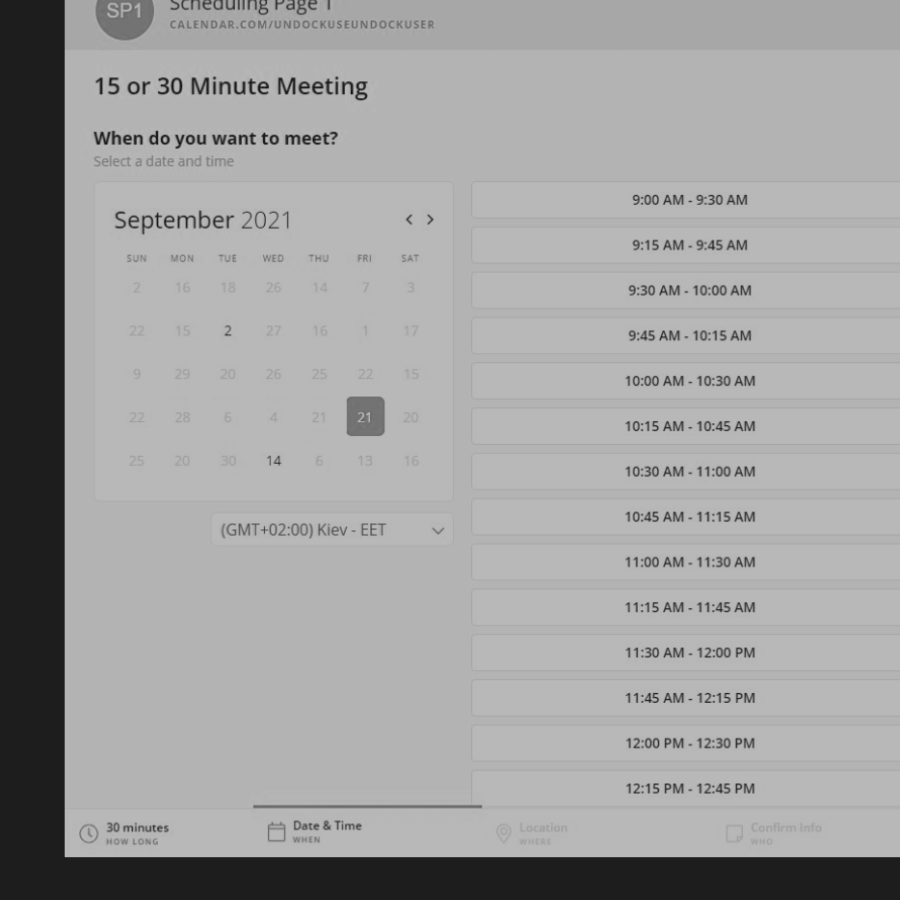 SP1
Scheduling Page 1
CALENDAR.COM/UNDOCKUSEUNDOCKUSER
15 or 30 Minute Meeting
When do you want to meet?
Select a date and time
September 2021
SUN MON TUE WED THU FRI SAT
2 16 18 26 14 7 3
22 15 2 27 16 1 17
9 29 20 26 25 22 15
22 28 6 4 21 21 20
25 20 30 14 6 13 16
(GMT+02:00) Kiev - EET
9:00 AM - 9:30 AM
9:15 AM - 9:45 AM
9:30 AM - 10:00 AM
9:45 AM - 10:15 AM
10:00 AM - 10:30 AM
10:15 AM - 10:45 AM
10:30 AM - 11:00 AM
10:45 AM - 11:15 AM
11:00 AM - 11:30 AM
11:15 AM - 11:45 AM
11:30 AM - 12:00 PM
11:45 AM - 12:15 PM
12:00 PM - 12:30 PM
12:15 PM - 12:45 PM
30 minutes
HOW LONG
Date & Time
WHEN
Location
WHERE
Confirm Info
WHO